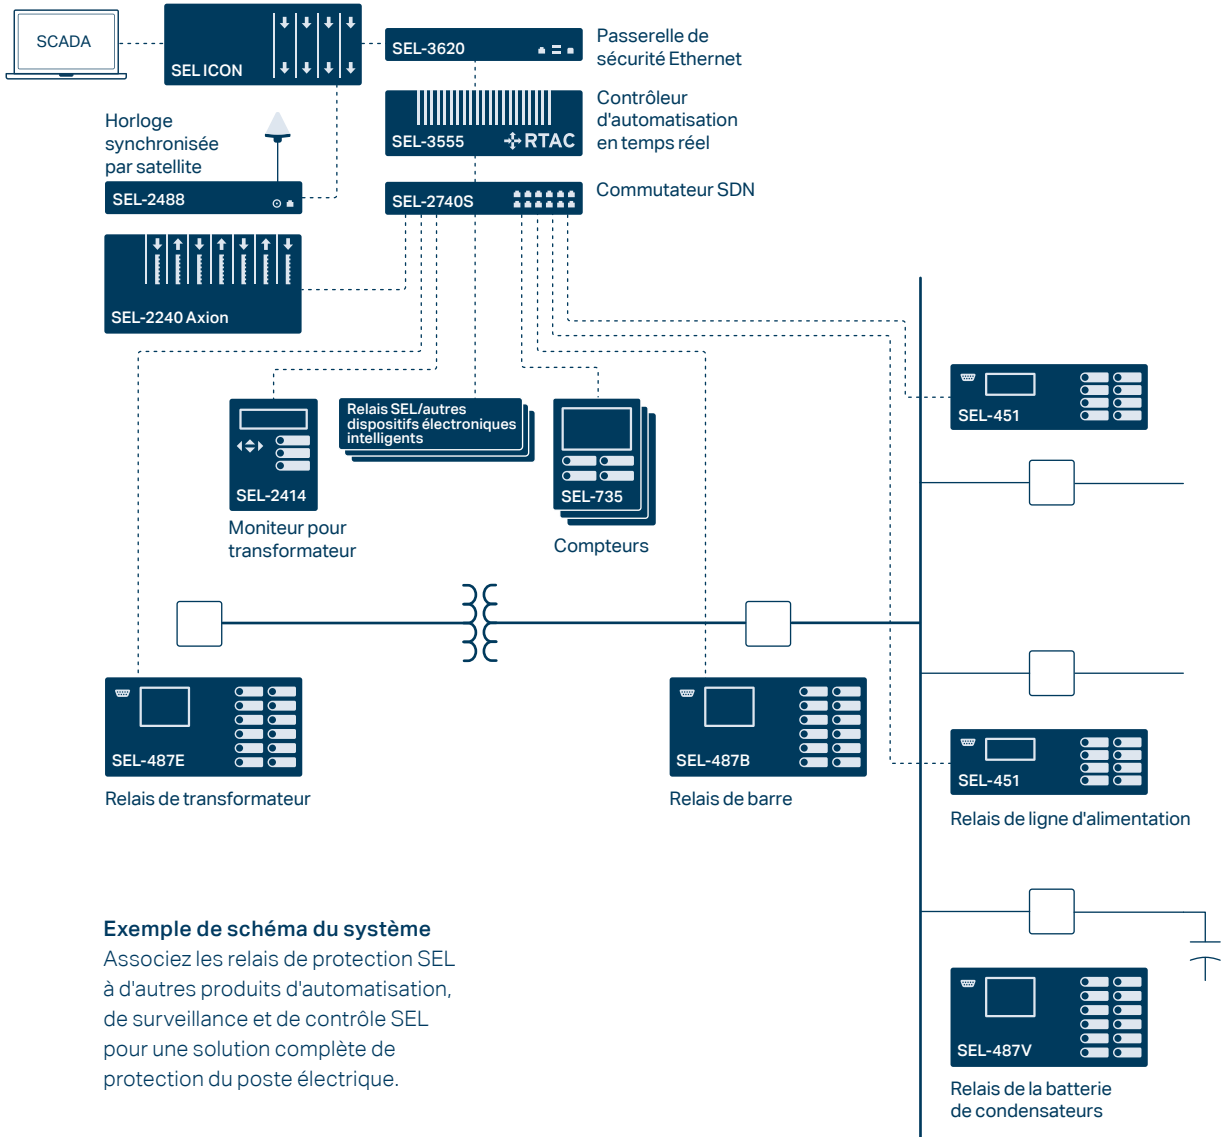 SCADA
SEL ICON
SEL-3620
Passerelle de
sécurité Ethernet
SEL-3555
RTAC
Contrôleur
d'automatisation
en temps réel
Horloge
synchronisée
par satellite
SEL-2488
SEL-2740S
Commutateur SDN
SEL-2240 Axion
SEL-2414
Moniteur pour
transformateur
Relais SEL/autres
dispositifs électroniques
intelligents
SEL-735
Compteurs
SEL-451
SEL-487E
Relais de transformateur
SEL-487B
Relais de barre
SEL-451
Relais de ligne d'alimentation
Exemple de schéma du système
Associez les relais de protection SEL
à d'autres produits d'automatisation,
de surveillance et de contrôle SEL
pour une solution complète de
protection du poste électrique.
SEL-487V
Relais de la batterie
de condensateurs